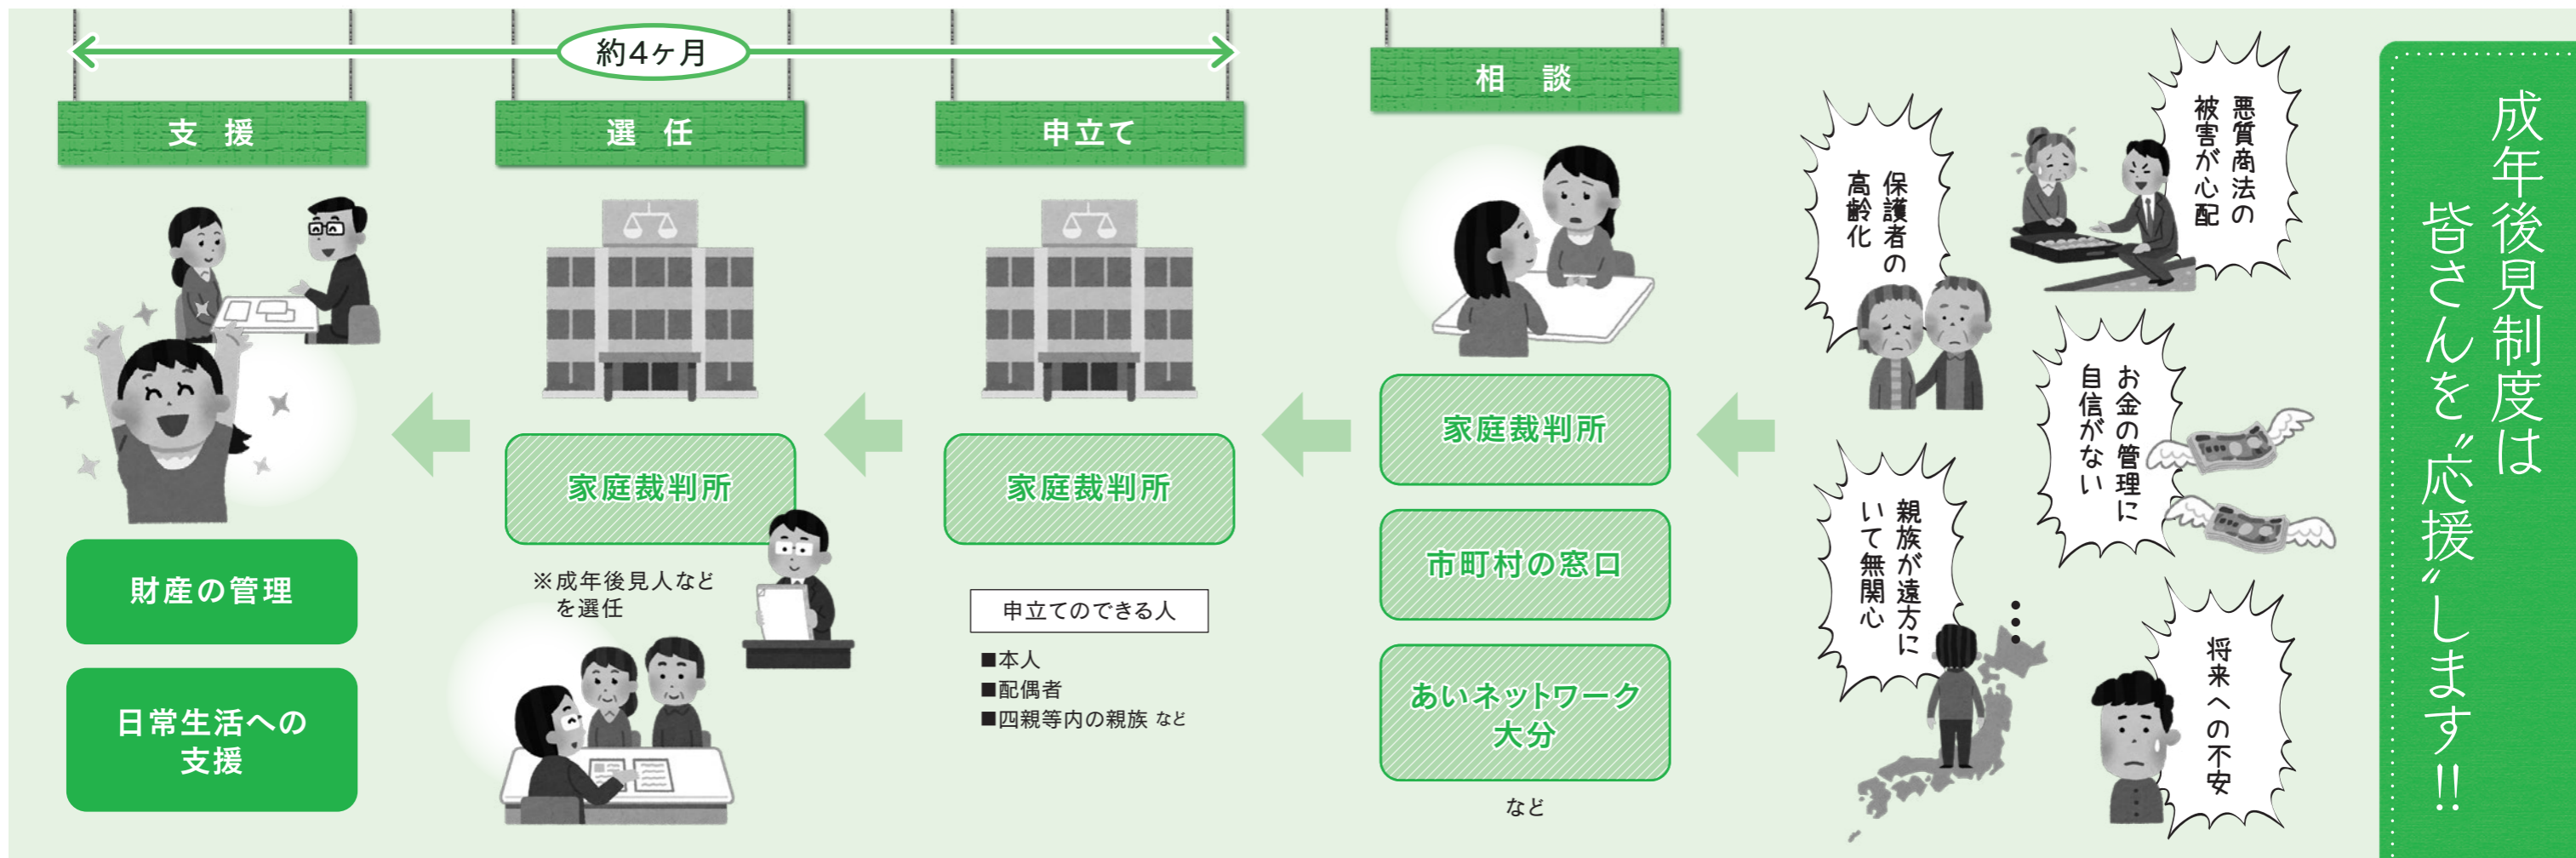 成年後見制度は
皆さんを〝応援〟します!!
悪質商法の
被害が心配
保護者の
高齢化
お金の管理に
自信がない
親族が遠方に
いて無関心
…
将来への不安
相 談
家庭裁判所
市町村の窓口
あいネットワーク
大分
など
約4ヶ月
申立て
家庭裁判所
申立てのできる人
■本人
■配偶者
■四親等内の親族 など
選 任
家庭裁判所
※成年後見人など
を選任
支 援
財産の管理
日常生活への
支援